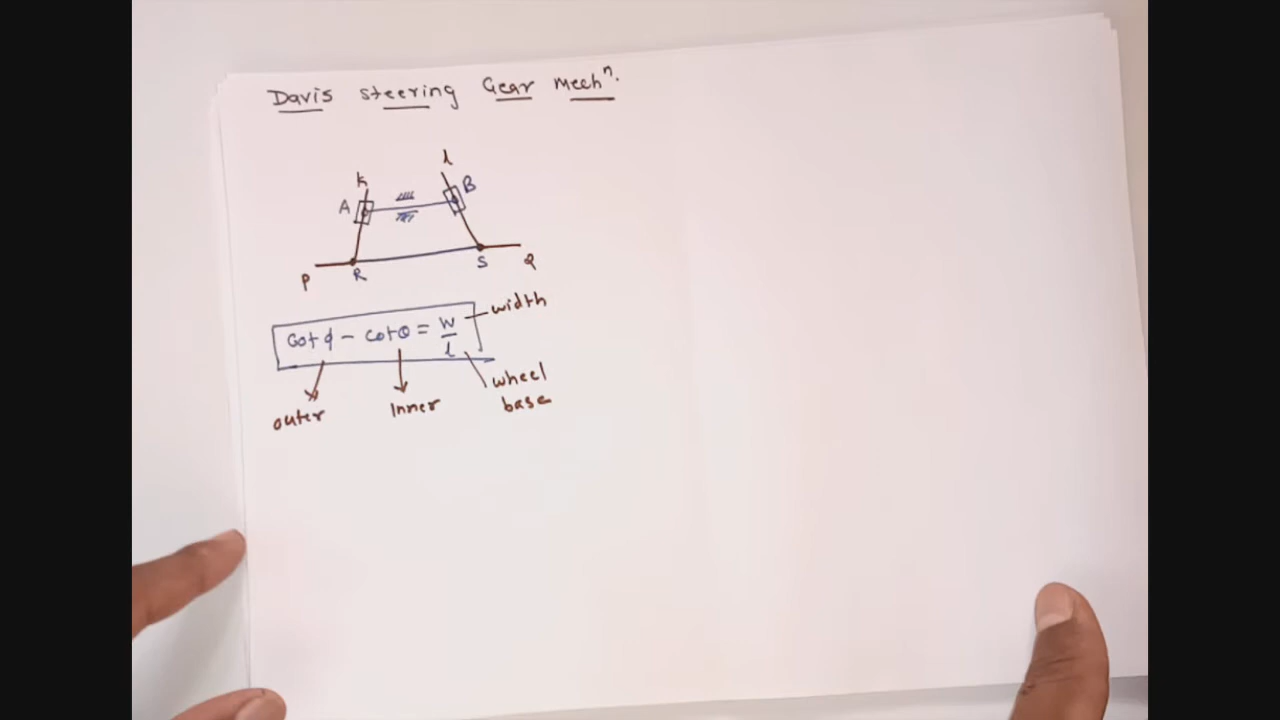 Davis steering Gear Mechⁿ.
k l
A B
P R S Q
Cot φ - cot θ = W/l
width
wheel
base
outer Inner